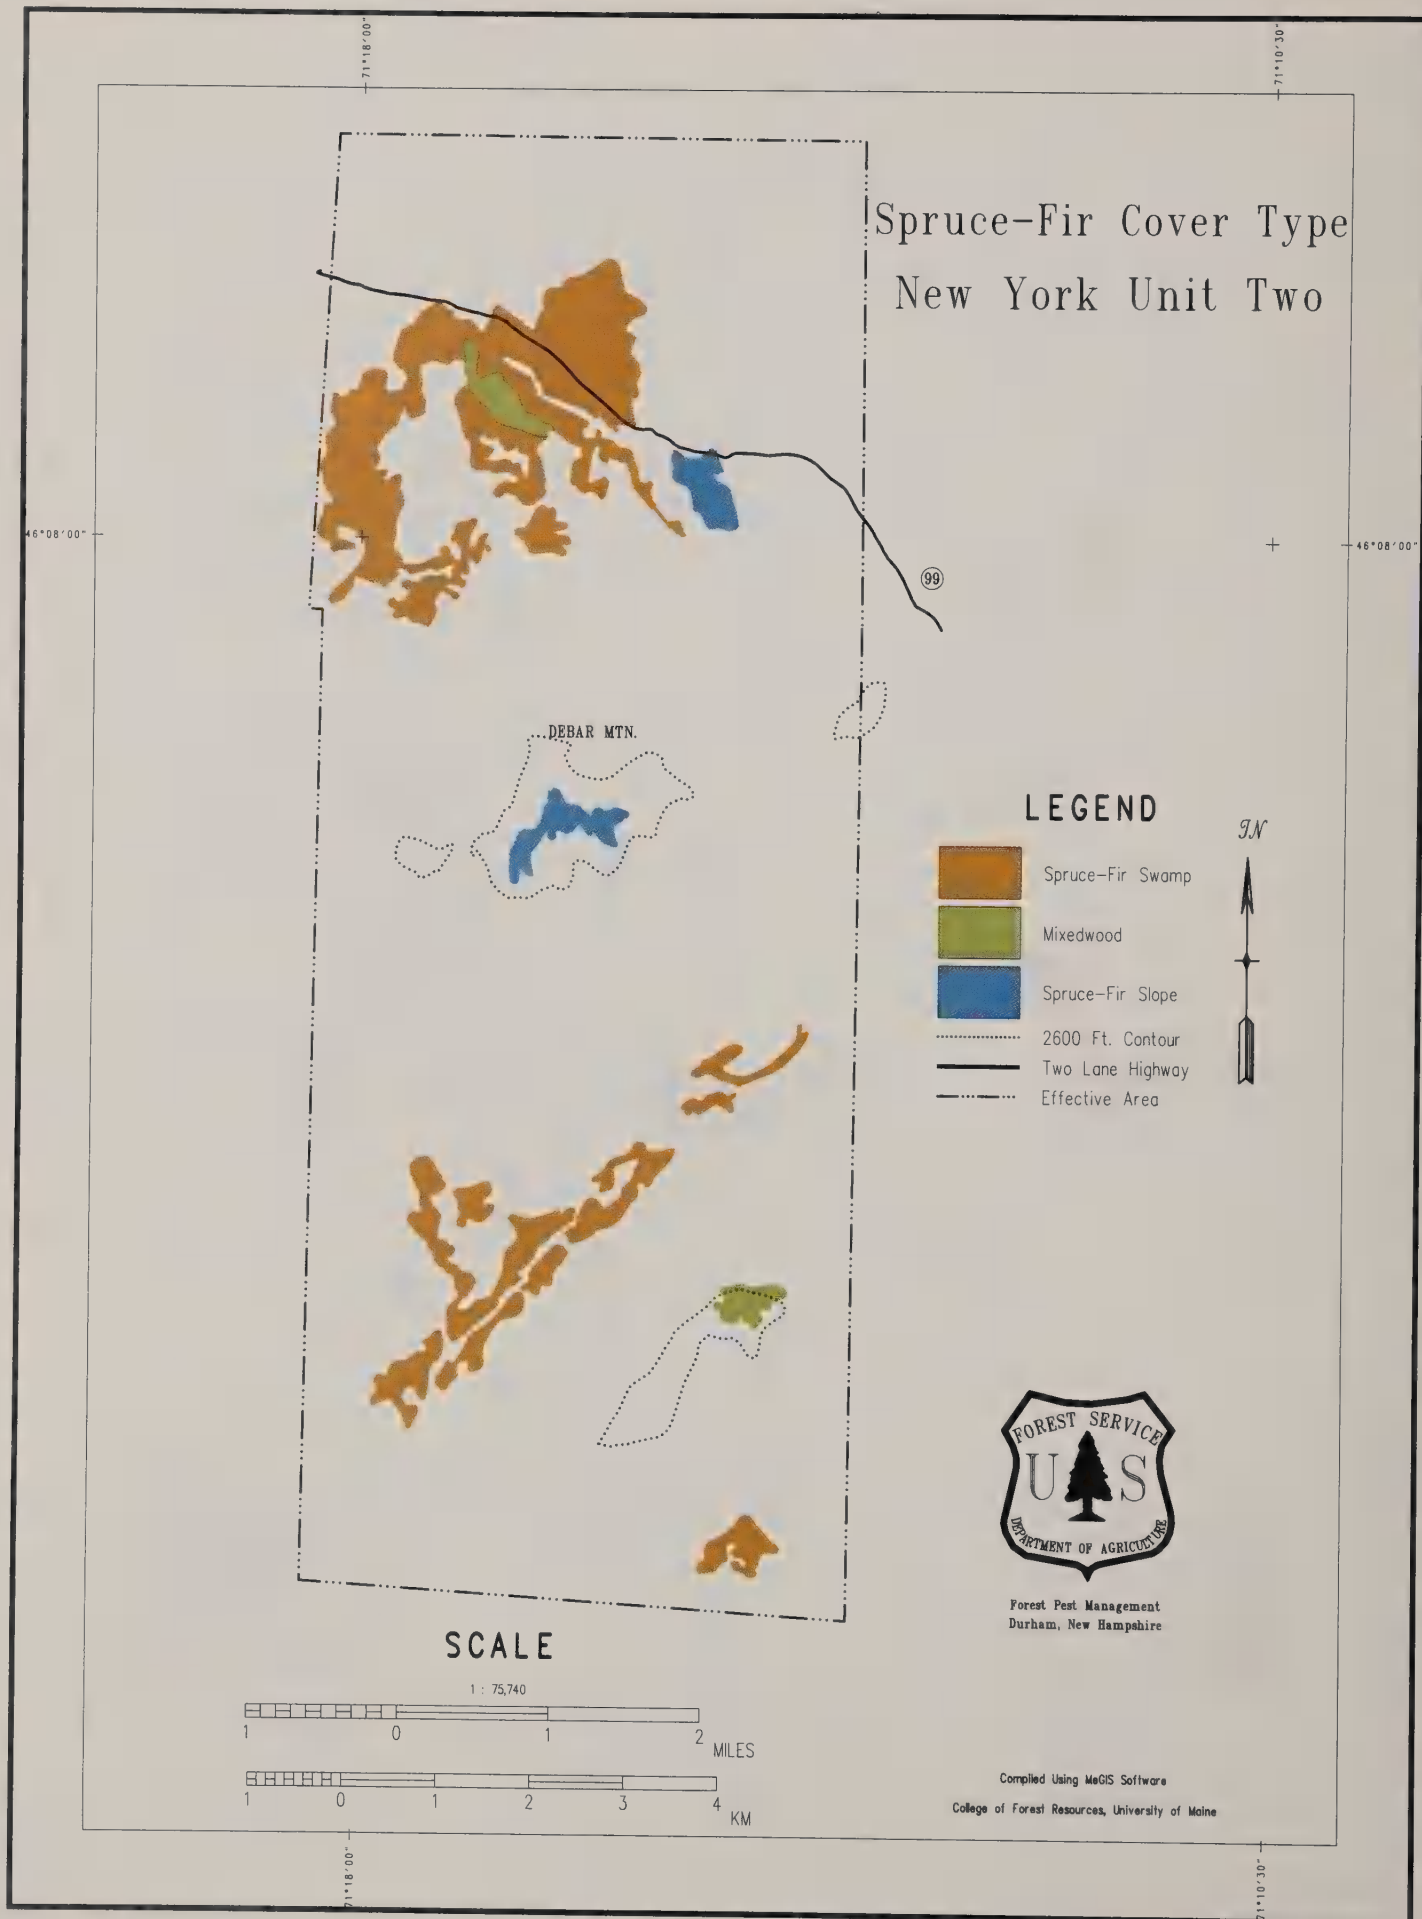 71°18'00"
71°10'30"
Spruce-Fir Cover Type
New York Unit Two
46°08'00"
46°08'00"
99
DEBAR MTN.
LEGEND
N
Spruce-Fir Swamp
Mixedwood
Spruce-Fir Slope
2600 Ft. Contour
Two Lane Highway
Effective Area
FOREST SERVICE
U S
DEPARTMENT OF AGRICULTURE
Forest Pest Management
Durham, New Hampshire
SCALE
1 : 75,740
1 0 1 2
MILES
1 0 1 2 3 4
KM
Compiled Using MeGIS Software
College of Forest Resources, University of Maine
71°18'00"
71°10'30"